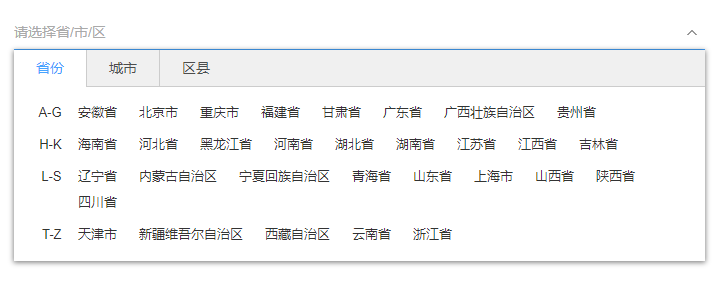 请选择省/市/区
省份 城市 区县
A-G 安徽省 北京市 重庆市 福建省 甘肃省 广东省 广西壮族自治区 贵州省
H-K 海南省 河北省 黑龙江省 河南省 湖北省 湖南省 江苏省 江西省 吉林省
L-S 辽宁省 内蒙古自治区 宁夏回族自治区 青海省 山东省 上海市 山西省 陕西省
四川省
T-Z 天津市 新疆维吾尔自治区 西藏自治区 云南省 浙江省